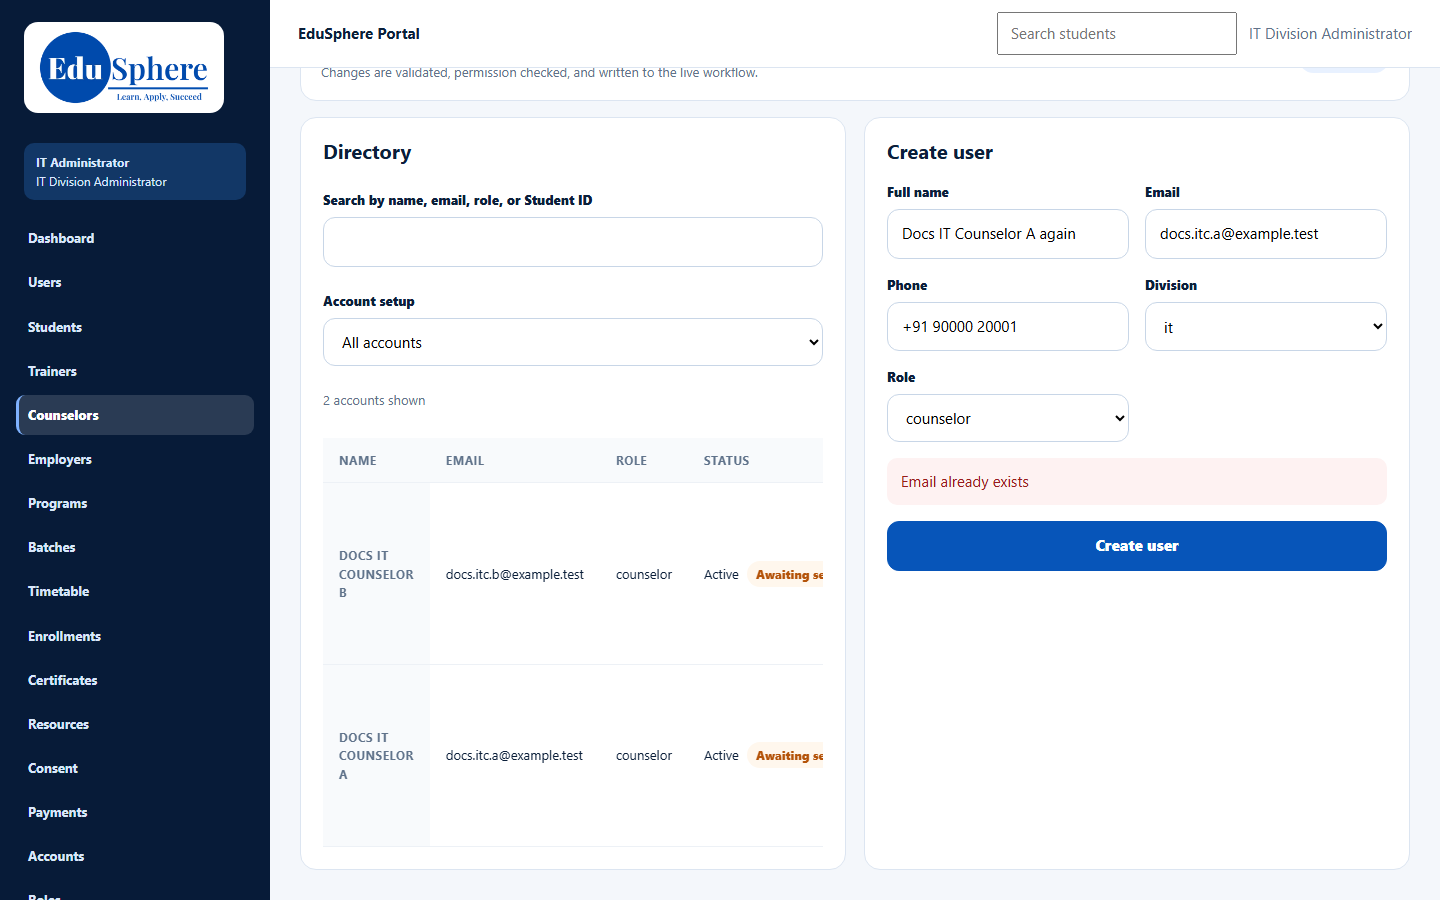 EduSphere
Learn. Apply, Succeed
IT Administrator
IT Division Administrator
Dashboard
Users
Students
Trainers
Counselors
Employers
Programs
Batches
Timetable
Enrollments
Certificates
Resources
Consent
Payments
Accounts
EduSphere Portal
Search students
IT Division Administrator
Changes are validated, permission checked, and written to the live workflow.
Directory
Search by name, email, role, or Student ID
Account setup
All accounts
2 accounts shown
NAME EMAIL ROLE STATUS
DOCS IT COUNSELOR B docs.itc.b@example.test counselor Active Awaiting se
DOCS IT COUNSELOR A docs.itc.a@example.test counselor Active Awaiting se
Create user
Full name
Docs IT Counselor A again
Email
docs.itc.a@example.test
Phone
+91 90000 20001
Division
it
Role
counselor
Email already exists
Create user